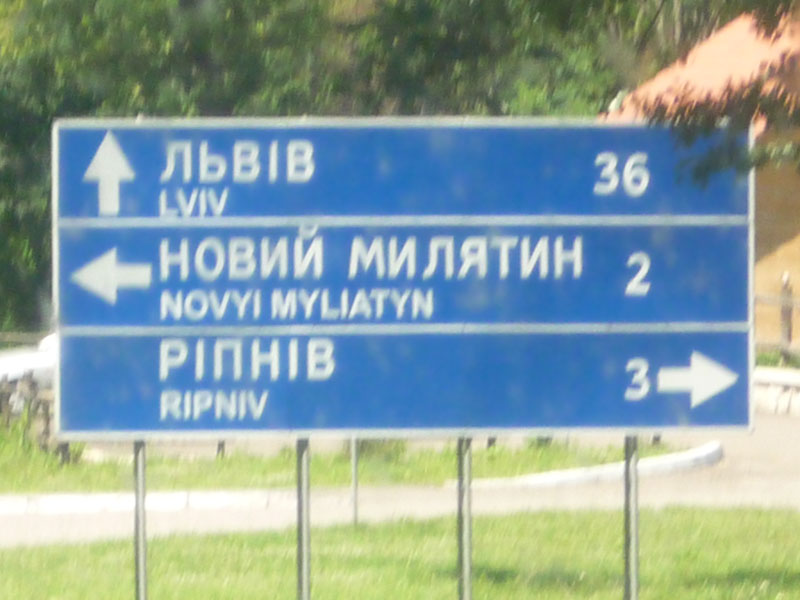 ЛЬВІВ 36
LVIV
НОВИЙ МИЛЯТИН 2
NOVYI MYLIATYN
РІПНІВ 3
RIPNIV